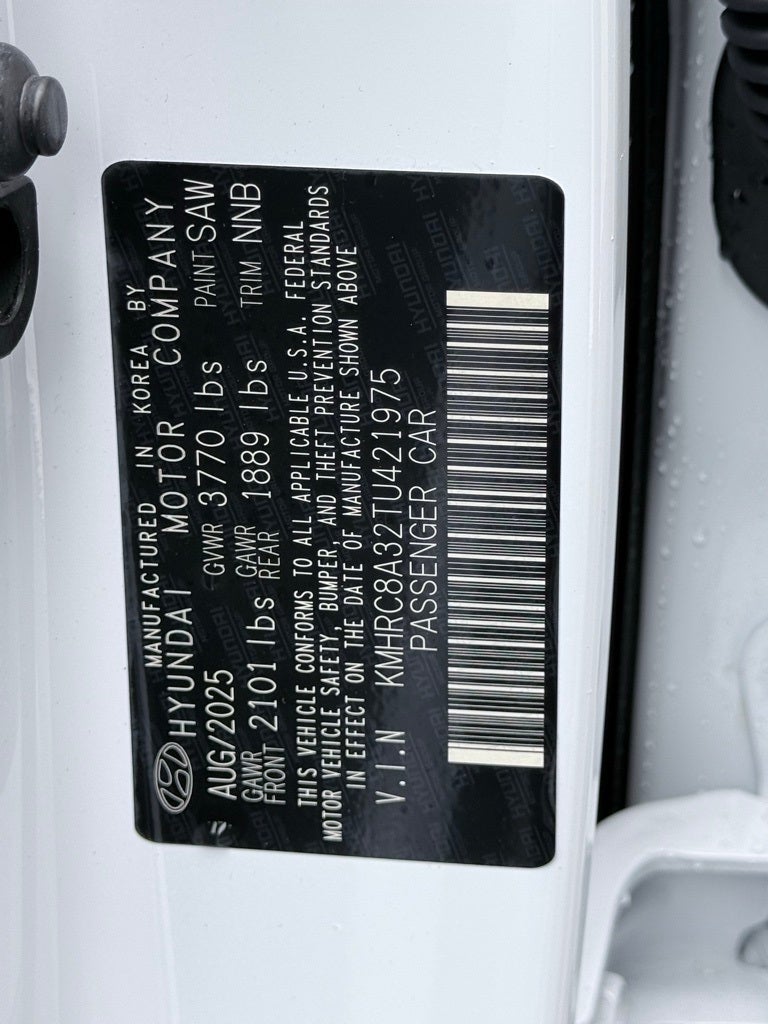 MANUFACTURED IN KOREA BY
HYUNDAI MOTOR COMPANY
AUG/2025 GVWR 3770 lbs PAINT SAW
GAWR FRONT 2101 lbs GAWR REAR 1889 lbs TRIM NNB
THIS VEHICLE CONFORMS TO ALL APPLICABLE U.S.A. FEDERAL
MOTOR VEHICLE SAFETY, BUMPER, AND THEFT PREVENTION STANDARDS
IN EFFECT ON THE DATE OF MANUFACTURE SHOWN ABOVE
V.I.N KMHRC8A32TU421975
PASSENGER CAR